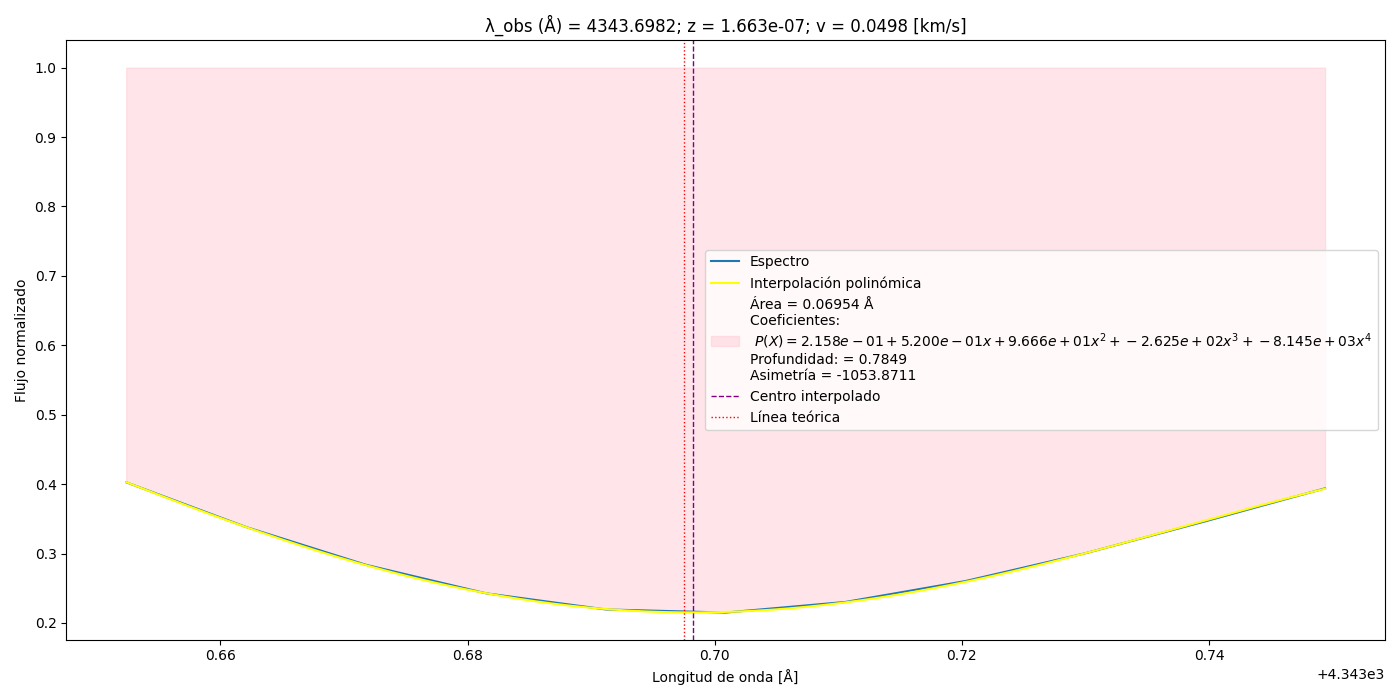 λ_obs (Å) = 4343.6982; z = 1.663e-07; v = 0.0498 [km/s]
Flujo normalizado
1.0
0.9
0.8
0.7
0.6
0.5
0.4
0.3
0.2
Espectro
Interpolación polinómica
Área = 0.06954 Å
Coeficientes:
P(X) = 2.158e − 01 + 5.200e − 01x + 9.666e + 01x² + − 2.625e + 02x³ + − 8.145e + 03x⁴
Profundidad: = 0.7849
Asimetría = -1053.8711
Centro interpolado
Línea teórica
0.66 0.68 0.70 0.72 0.74
+4.343e3
Longitud de onda [Å]